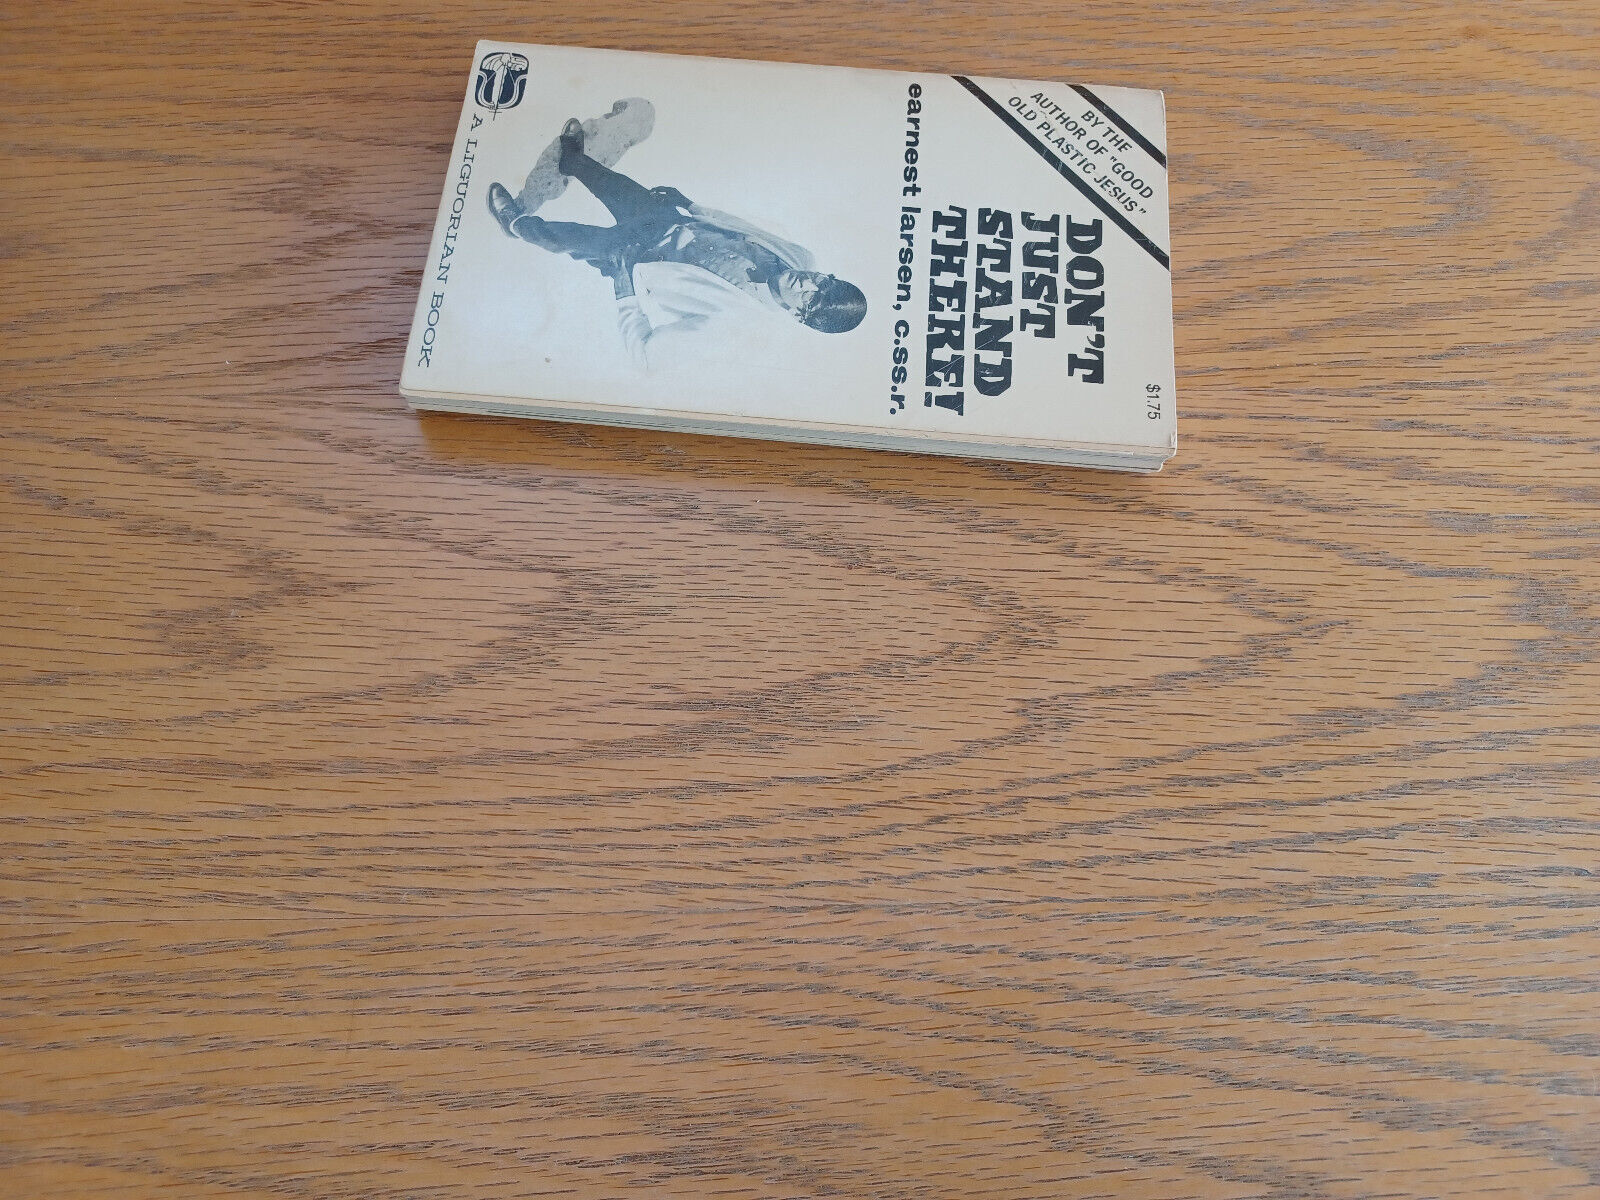 BY THE
AUTHOR OF "GOOD
OLD PLASTIC JESUS"
$1.75
DON'T
JUST
STAND
THERE!
earnest larsen, c.ss.r.
A LIGUORIAN BOOK